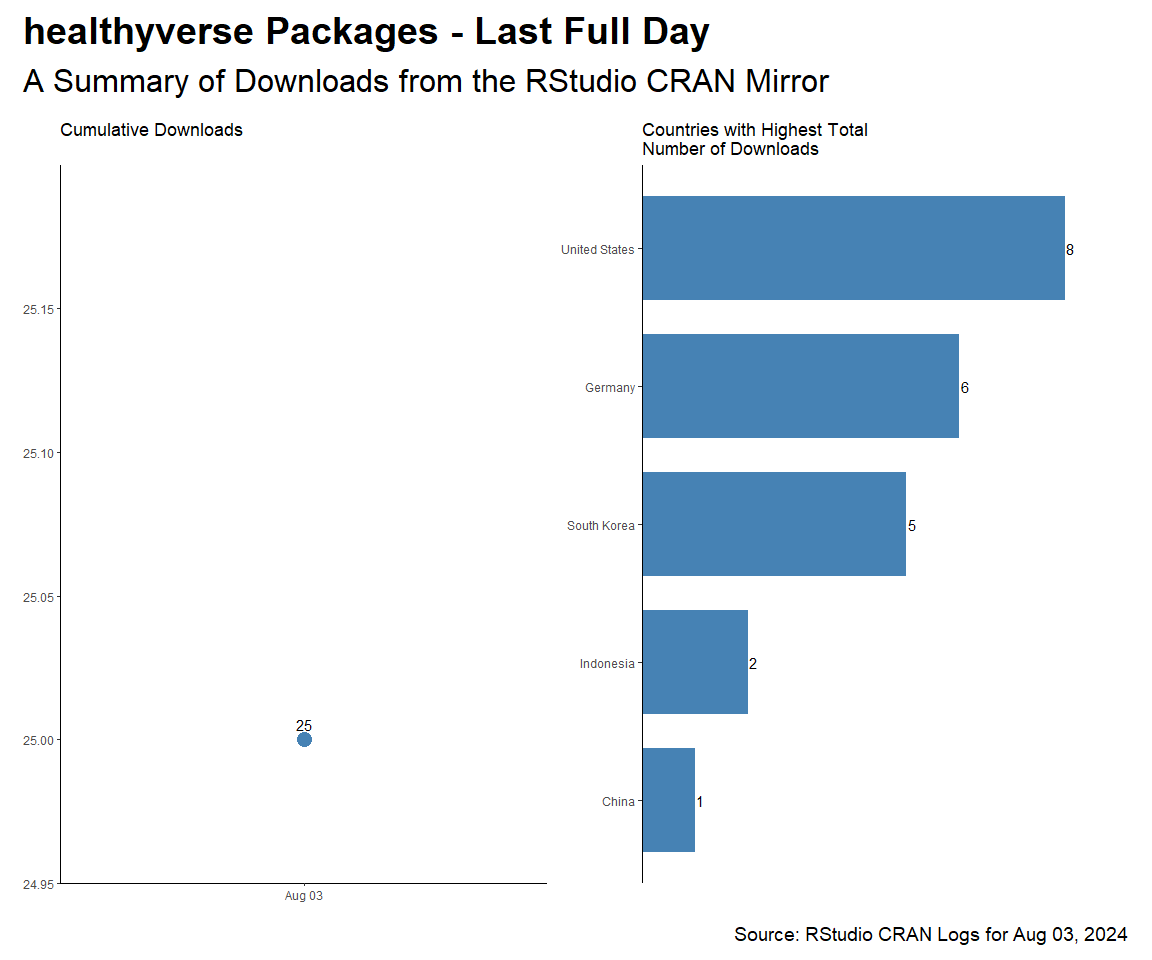 healthyverse Packages - Last Full Day
A Summary of Downloads from the RStudio CRAN Mirror
Cumulative Downloads
25.15
25.10
25.05
25.00
24.95
25
Aug 03
Countries with Highest Total
Number of Downloads
United States 8
Germany 6
South Korea 5
Indonesia 2
China 1
Source: RStudio CRAN Logs for Aug 03, 2024